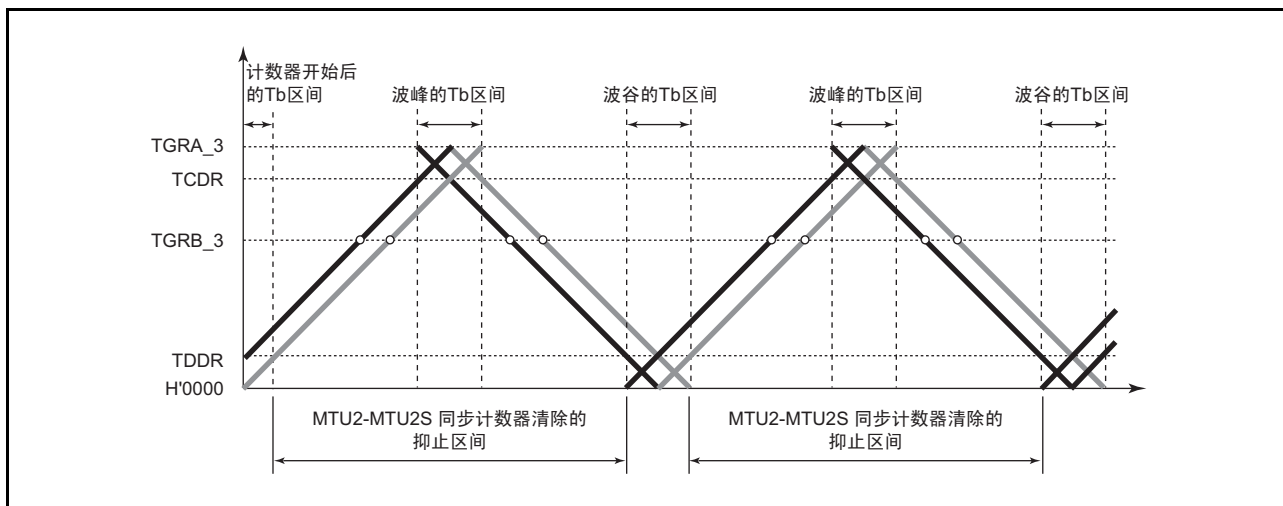 计数器开始后
的Tb区间
波峰的Tb区间
波谷的Tb区间
波峰的Tb区间
波谷的Tb区间
TGRA_3
TCDR
TGRB_3
TDDR
H'0000
MTU2-MTU2S 同步计数器清除的
抑止区间
MTU2-MTU2S 同步计数器清除的
抑止区间